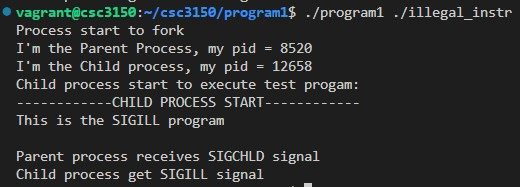 vagrant@csc3150:~/csc3150/program1$ ./program1 ./illegal_instr
Process start to fork
I'm the Parent Process, my pid = 8520
I'm the Child process, my pid = 12658
Child process start to execute test progam:
------------CHILD PROCESS START------------
This is the SIGILL program
Parent process receives SIGCHLD signal
Child process get SIGILL signal